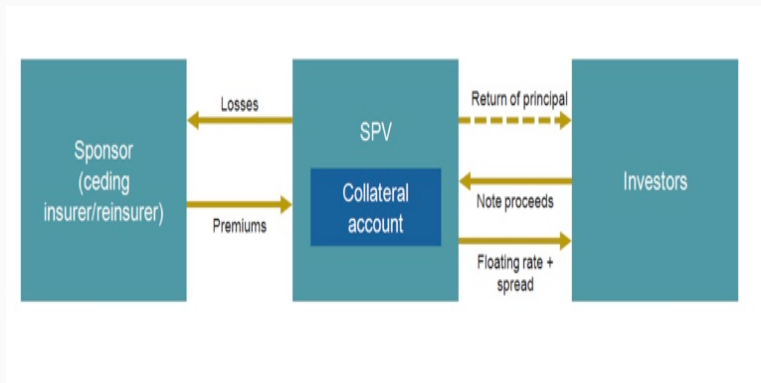 Sponsor
(ceding
insurer/reinsurer)
Losses
Premiums
SPV
Collateral
account
Return of principal
Note proceeds
Floating rate +
spread
Investors